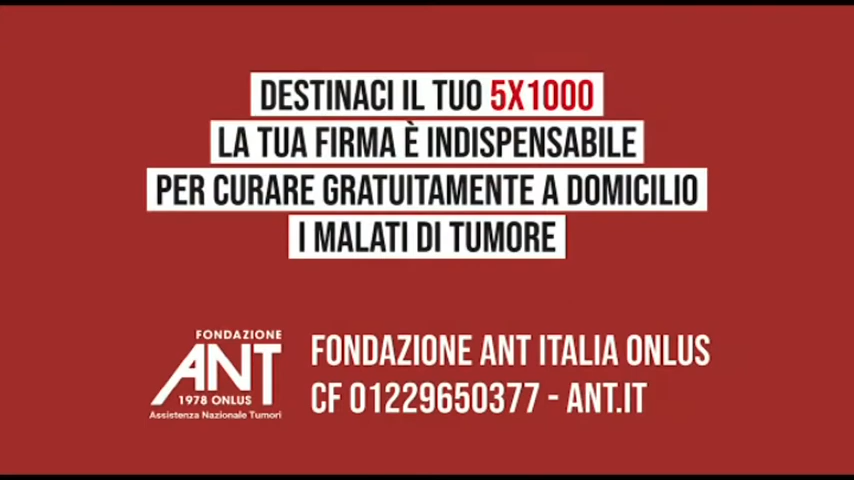 DESTINACI IL TUO 5X1000
LA TUA FIRMA È INDISPENSABILE
PER CURARE GRATUITAMENTE A DOMICILIO
I MALATI DI TUMORE
FONDAZIONE
ANT
1978 ONLUS
Assistenza Nazionale Tumori
FONDAZIONE ANT ITALIA ONLUS
CF 01229650377 - ANT.IT